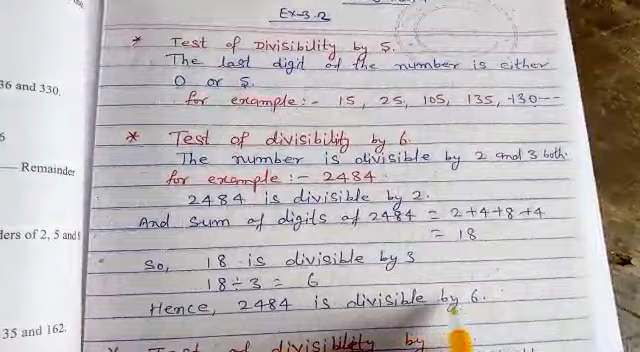 Ex-3.2
* Test of Divisibility by 5.
The last digit of the number is either
0 or 5.
for example:- 15, 25, 105, 135, 130---
36 and 330.
* Test of divisibility by 6.
The number is divisible by 2 and 3 both.
Remainder
for example:- 2484.
2484 is divisible by 2.
And sum of digits of 2484 = 2+4+8+4
= 18
ders of 2, 5 and
So, 18 is divisible by 3
18÷3 = 6
Hence, 2484 is divisible by 6.
35 and 162.
* Test of divisibility by